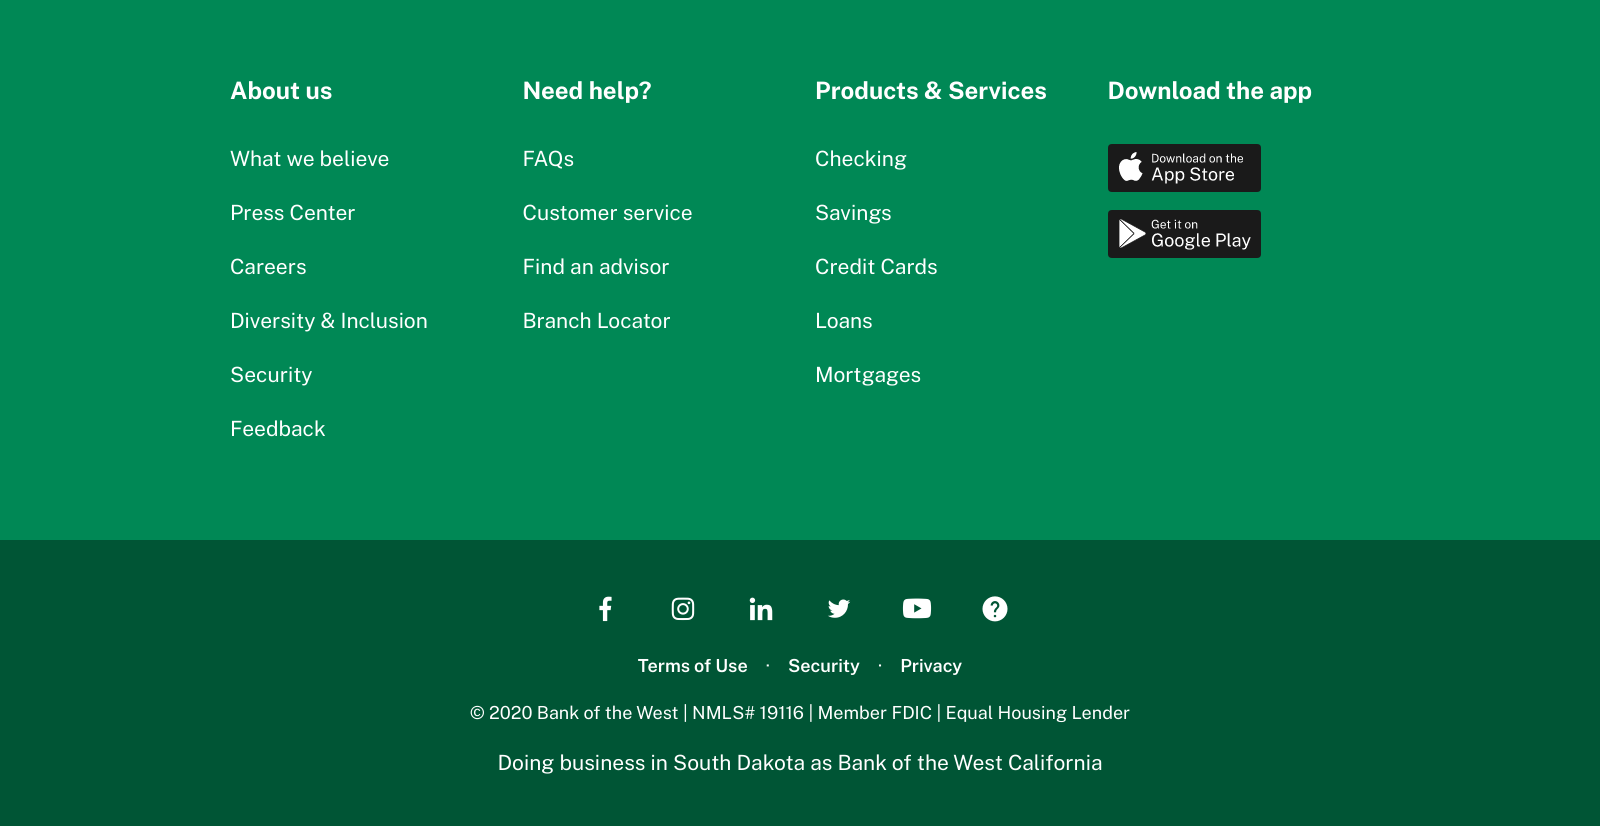 About us
What we believe
Press Center
Careers
Diversity & Inclusion
Security
Feedback
Need help?
FAQs
Customer service
Find an advisor
Branch Locator
Products & Services
Checking
Savings
Credit Cards
Loans
Mortgages
Download the app
Download on the
App Store
Get it on
Google Play
Terms of Use · Security · Privacy
© 2020 Bank of the West | NMLS# 19116 | Member FDIC | Equal Housing Lender
Doing business in South Dakota as Bank of the West California